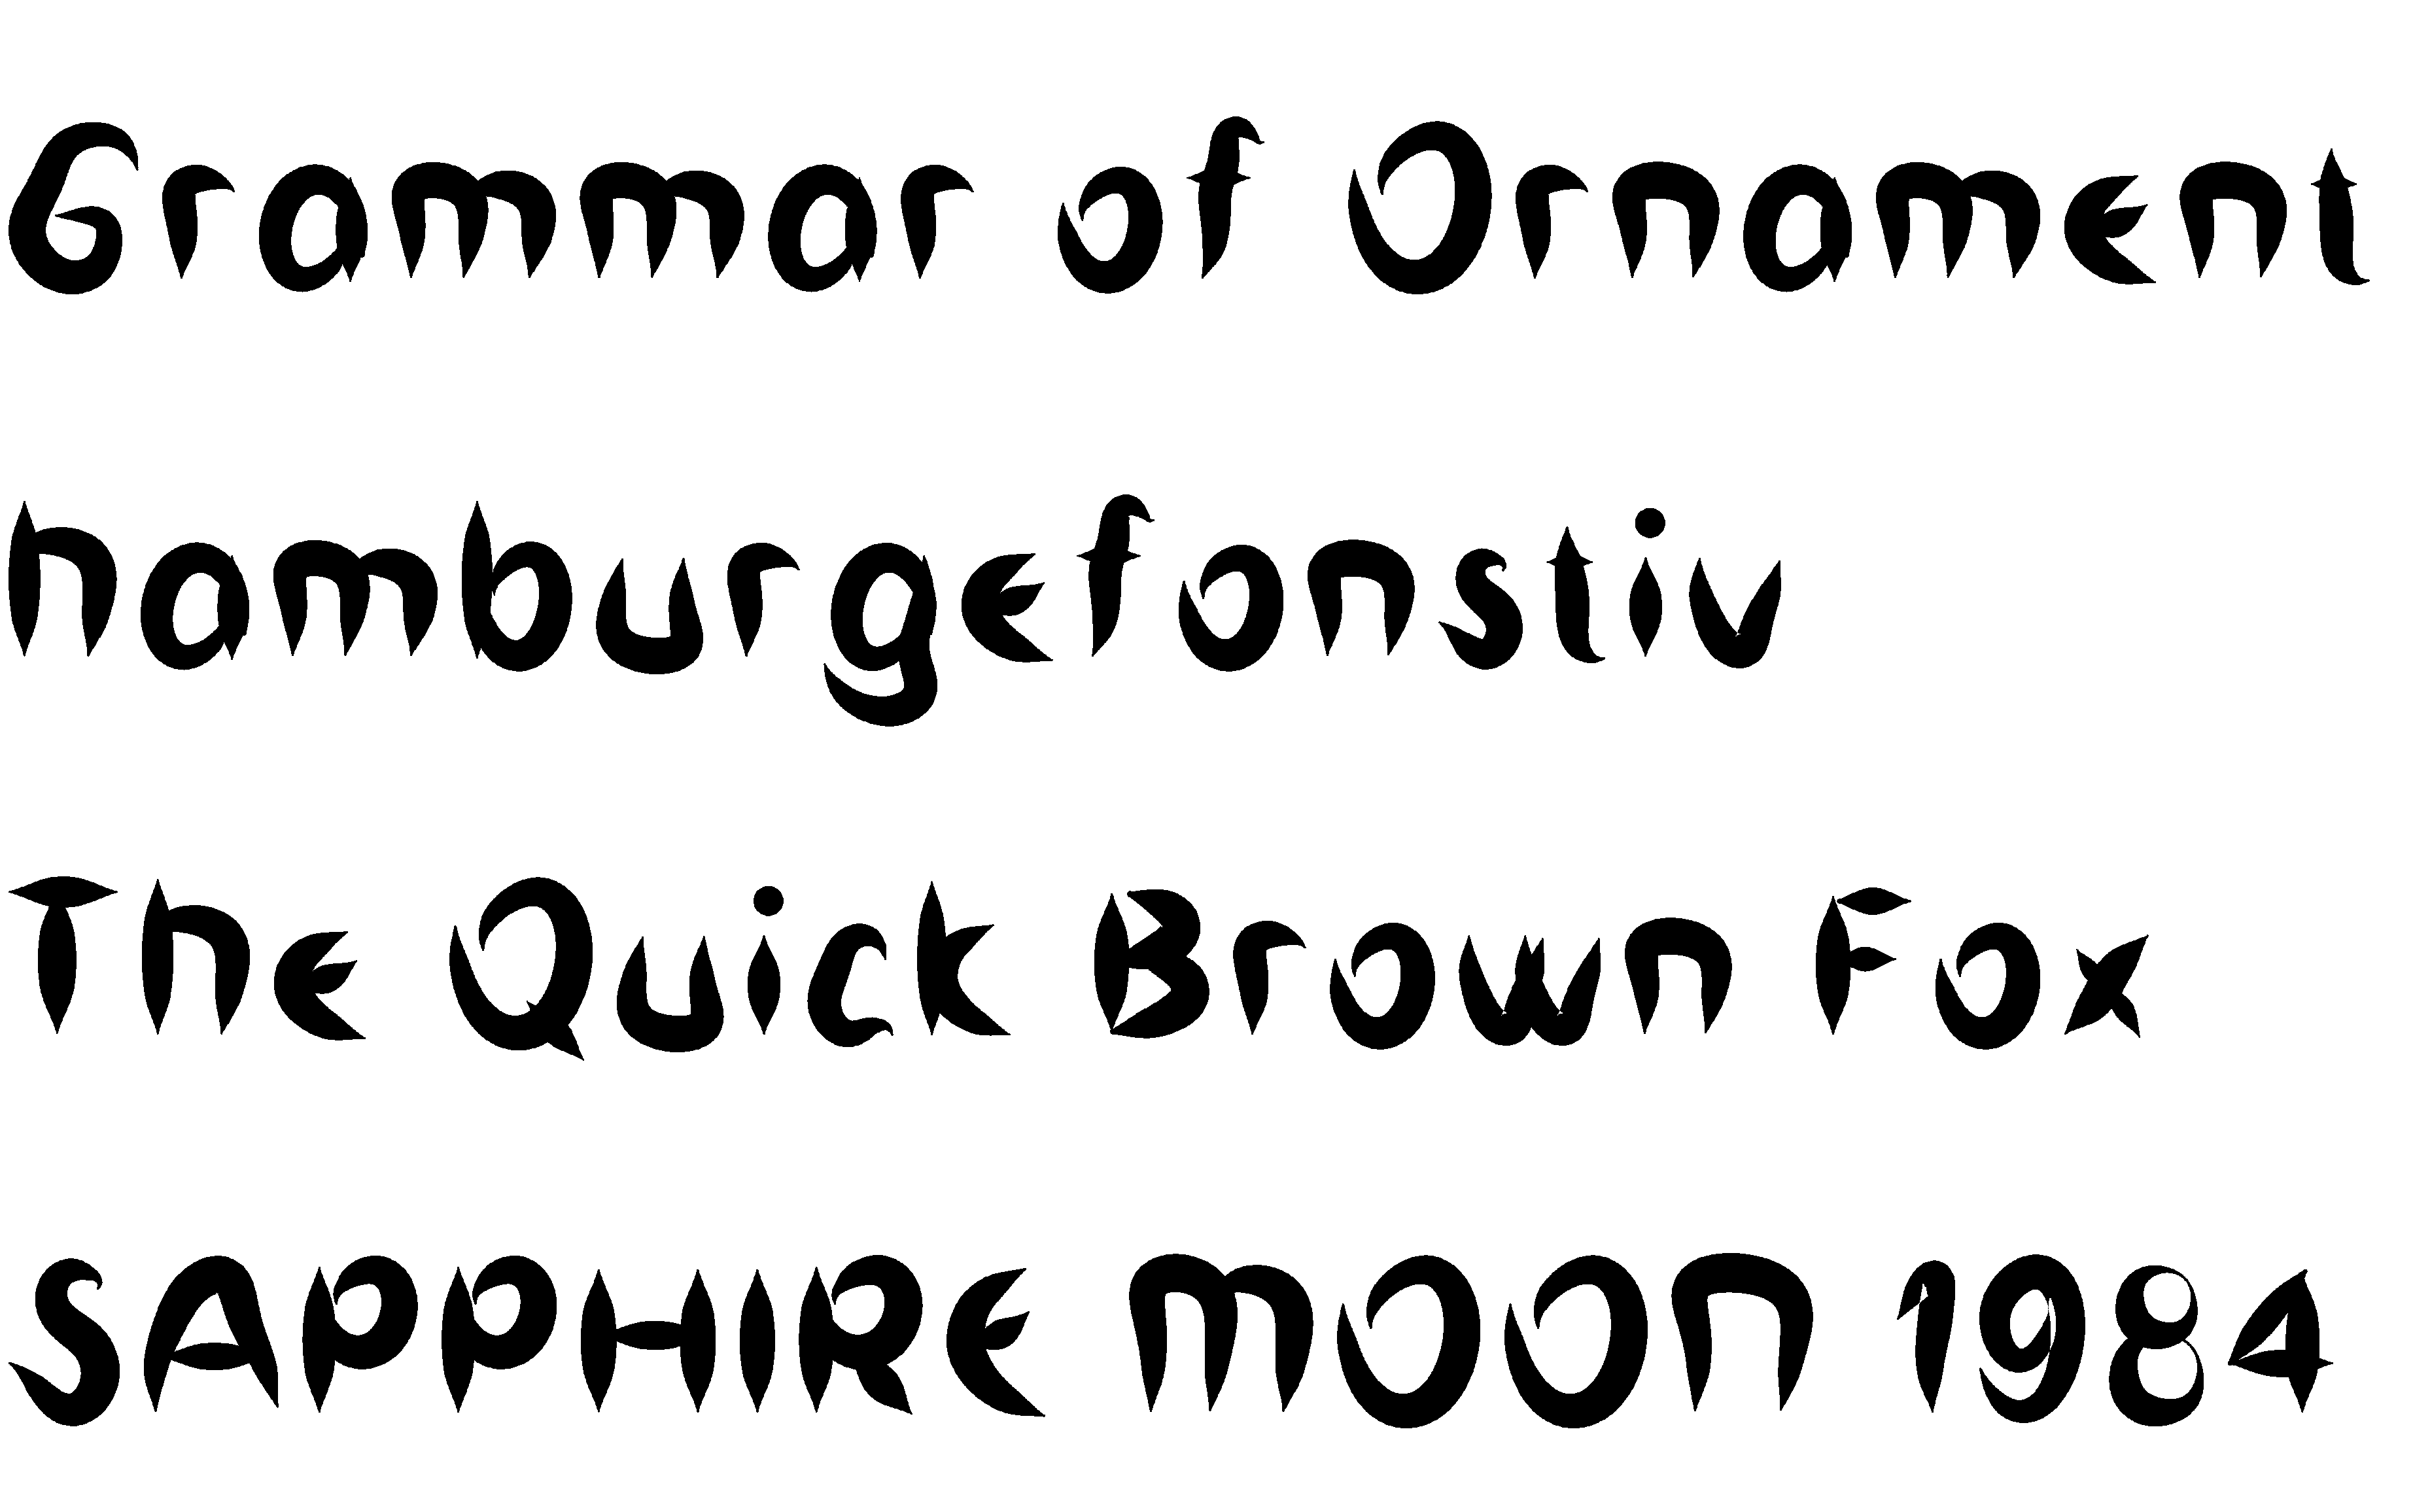 Grammar of Ornament
hamburgefonstiv
The Quick Brown Fox
SAPPHIRE MOON 1984